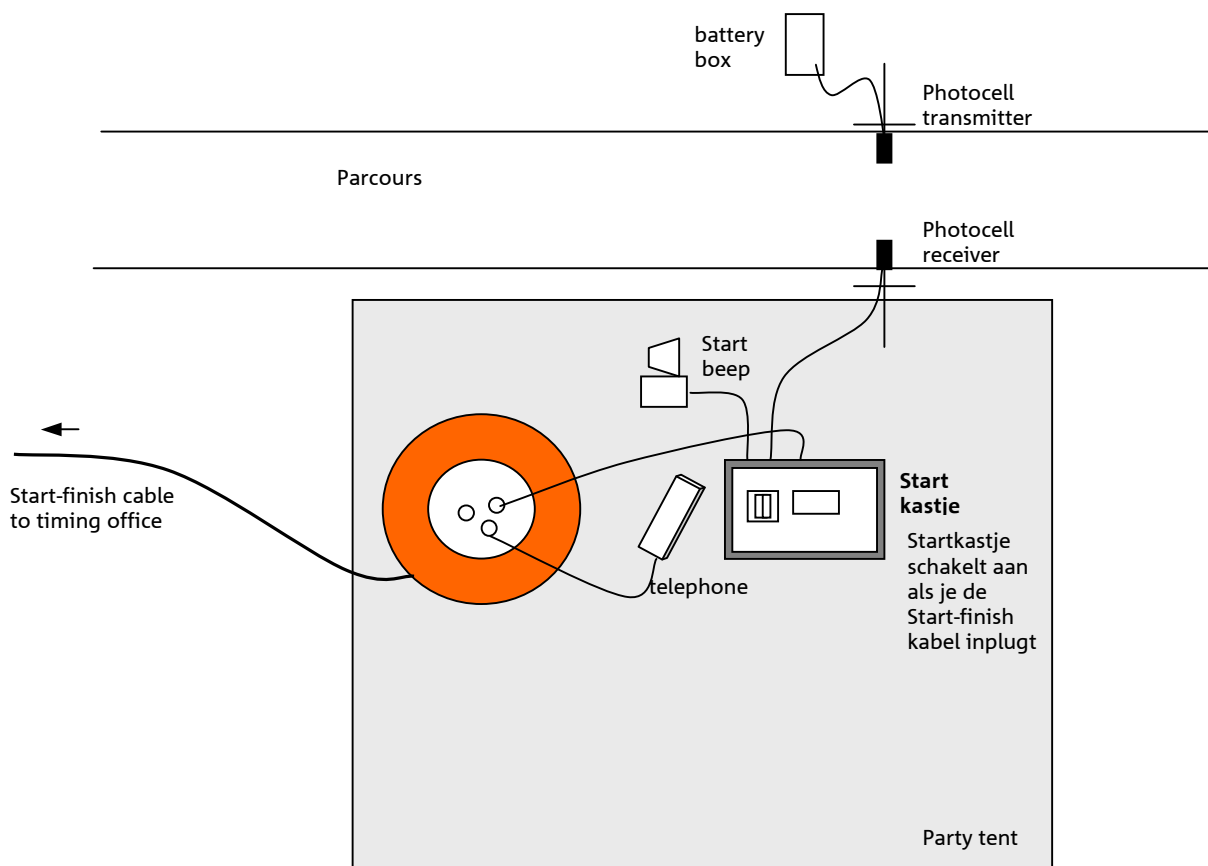 battery
box
Photocell
transmitter
Parcours
Photocell
receiver
Start
beep
Start-finish cable
to timing office
telephone
Start
kastje
Startkastje
schakelt aan
als je de
Start-finish
kabel inplugt
Party tent